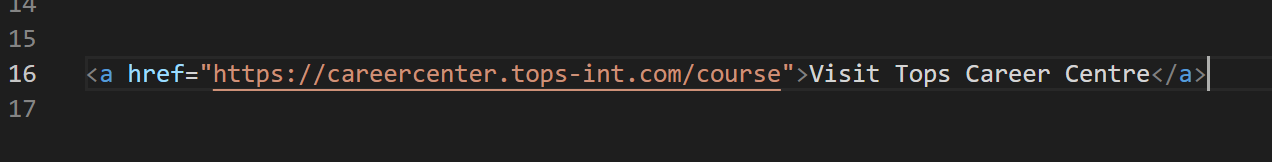 14
15
16 <a href="https://careercenter.tops-int.com/course">Visit Tops Career Centre</a>
17